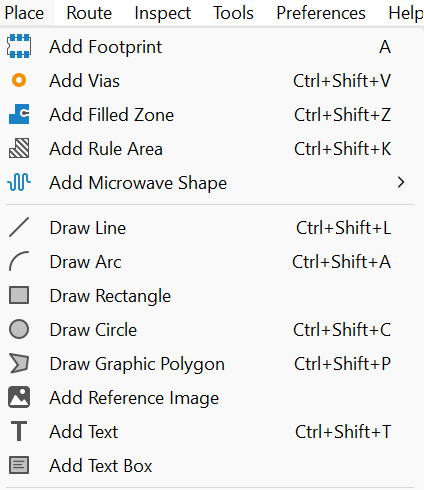 Place Route Inspect Tools Preferences Help
Add Footprint A
Add Vias Ctrl+Shift+V
Add Filled Zone Ctrl+Shift+Z
Add Rule Area Ctrl+Shift+K
Add Microwave Shape
Draw Line Ctrl+Shift+L
Draw Arc Ctrl+Shift+A
Draw Rectangle
Draw Circle Ctrl+Shift+C
Draw Graphic Polygon Ctrl+Shift+P
Add Reference Image
Add Text Ctrl+Shift+T
Add Text Box